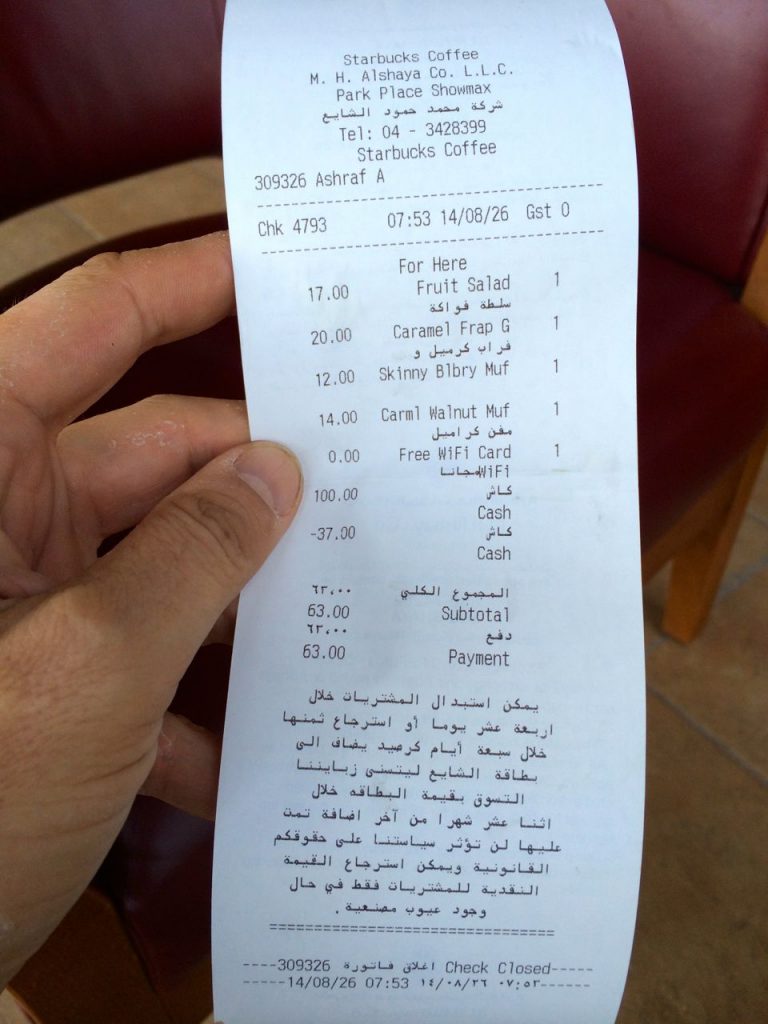 Starbucks Coffee
M. H. Alshaya Co. L.L.C.
Park Place Showmax
شركة محمد حمود الشايع
Tel: 04 - 3428399
Starbucks Coffee
309326 Ashraf A
Chk 4793 07:53 14/08/26 Gst 0
For Here
17.00 Fruit Salad 1
سلطة فواكة
20.00 Caramel Frap G 1
فراب كرميل و
12.00 Skinny Blbry Muf 1
14.00 Carml Walnut Muf 1
مفن كراميل
0.00 Free WiFi Card 1
WiFiمجانا
100.00 كاش
Cash
-37.00 كاش
Cash
٦٣،٠٠ المجموع الكلي
63.00 Subtotal
٦٣،٠٠ دفع
63.00 Payment
يمكن استبدال المشتريات خلال
اربعة عشر يوما أو استرجاع ثمنها
خلال سبعة أيام كرصيد يضاف الى
بطاقة الشايع ليتسنى زبايننا
التسوق بقيمة البطاقه خلال
اثنا عشر شهرا من آخر اضافة تمت
عليها لن تؤثر سياستنا على حقوقكم
القانونية ويمكن استرجاع القيمة
النقدية للمشتريات فقط في حال
وجود عيوب مصنعية .
==============================
----309326 اغلاق فاتورة Check Closed-----
-----14/08/26 07:53 ١٤/٠٨/٢٦ ٠٧:٥٣------